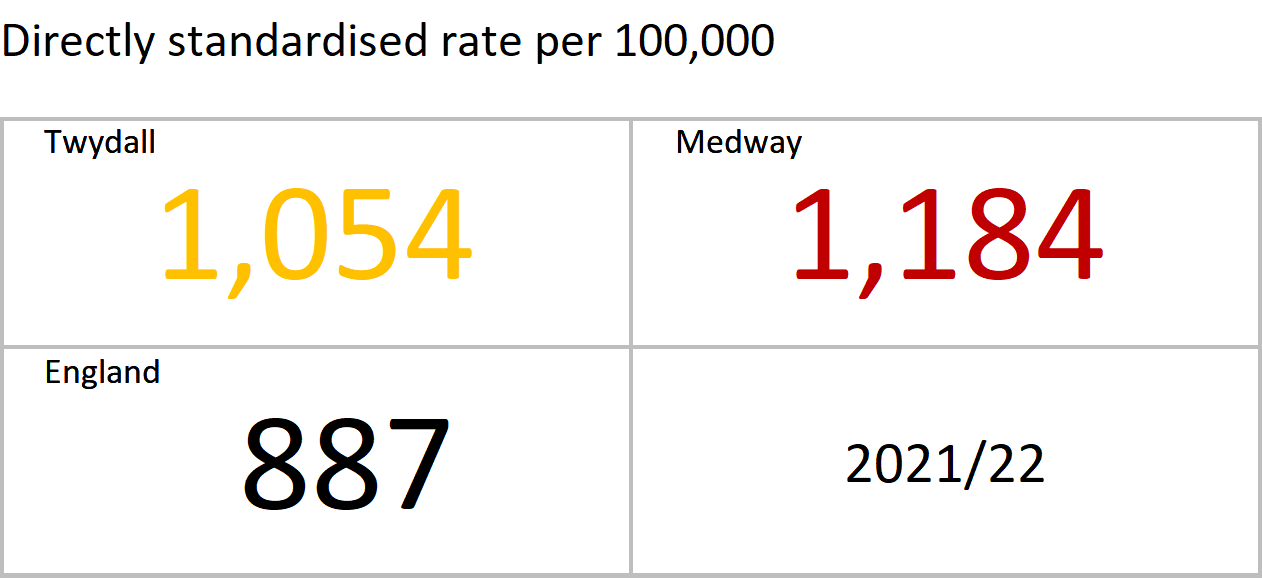 Directly standardised rate per 100,000
Twydall
1,054
Medway
1,184
England
887
2021/22